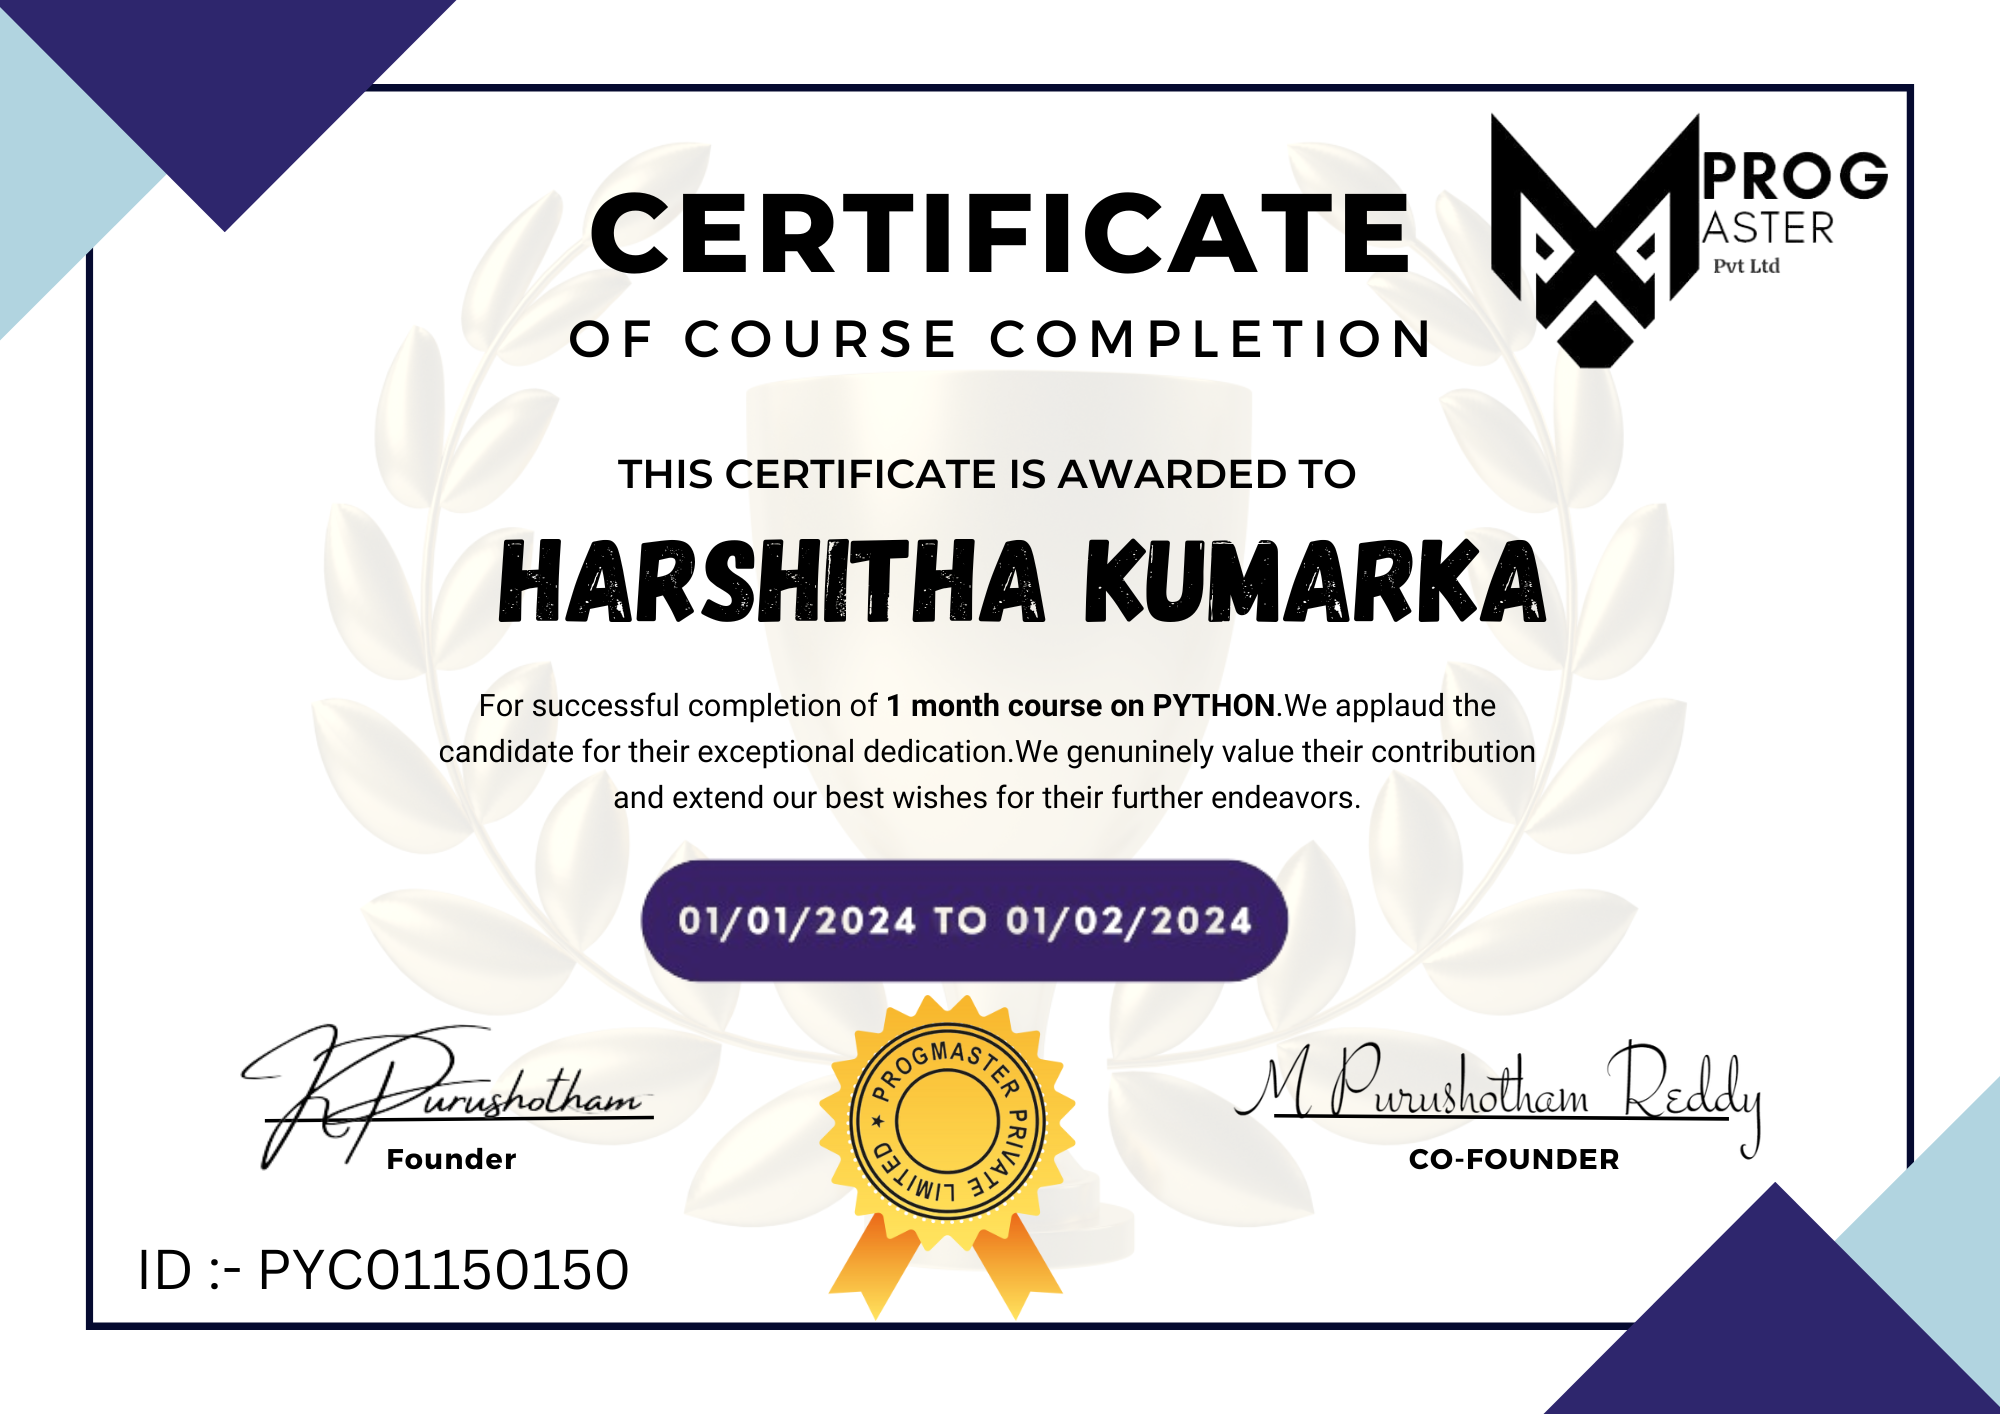 CERTIFICATE
OF COURSE COMPLETION
PROG
ASTER
Pvt Ltd
THIS CERTIFICATE IS AWARDED TO
HARSHITHA KUMARKA
For successful completion of 1 month course on PYTHON.We applaud the
candidate for their exceptional dedication.We genuninely value their contribution
and extend our best wishes for their further endeavors.
01/01/2024 TO 01/02/2024
K Purushotham
Founder
★ PROGMASTER PRIVATE LIMITED
M Purushotham Reddy
CO-FOUNDER
ID :- PYC01150150